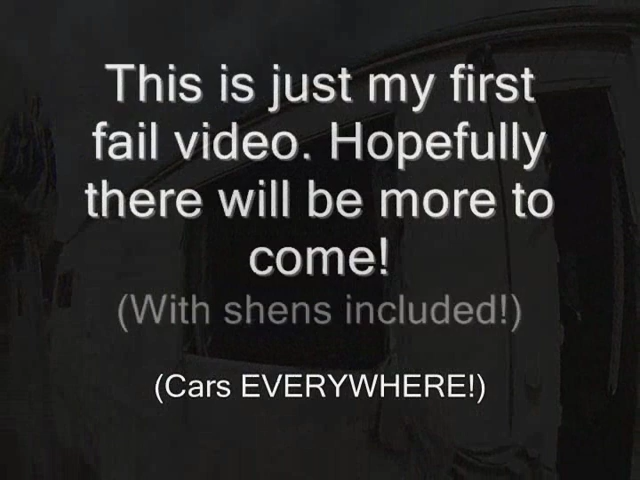 This is just my first
fail video. Hopefully
there will be more to
come!
(With shens included!)
(Cars EVERYWHERE!)